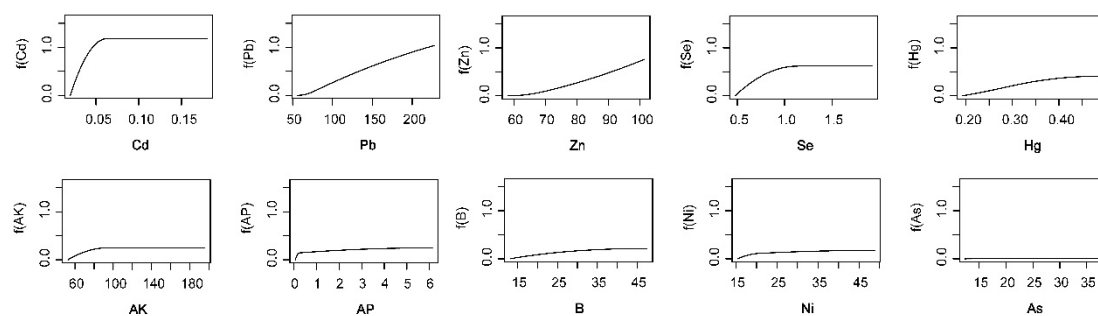 f(Cd) 0.0 1.0 0.05 0.10 0.15 Cd
f(Pb) 0.0 1.0 50 100 150 200 Pb
f(Zn) 0.0 1.0 60 70 80 90 100 Zn
f(Se) 0.0 1.0 0.5 1.0 1.5 Se
f(Hg) 0.0 1.0 0.20 0.30 0.40 Hg
f(AK) 0.0 1.0 60 100 140 180 AK
f(AP) 0.0 1.0 0 1 2 3 4 5 6 AP
f(B) 0.0 1.0 15 25 35 45 B
f(Ni) 0.0 1.0 15 25 35 45 Ni
f(As) 0.0 1.0 15 20 25 30 35 As